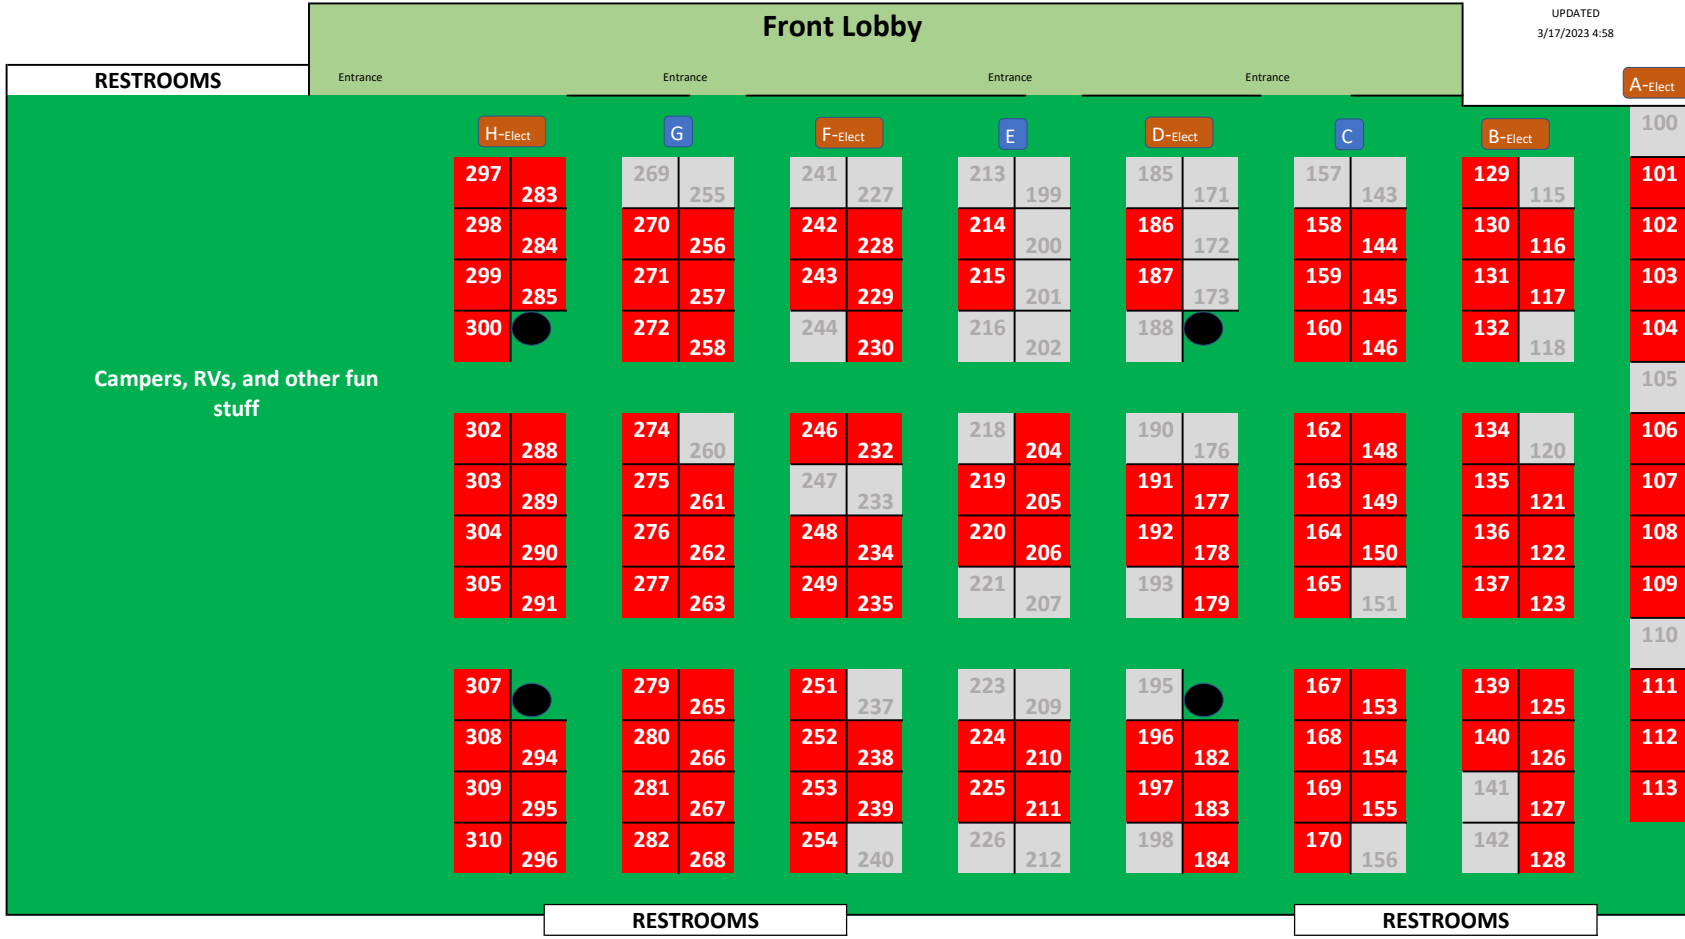 Front Lobby
UPDATED
3/17/2023 4:58
RESTROOMS
Entrance Entrance Entrance Entrance
A-Elect
H-Elect G F-Elect E D-Elect C B-Elect
100
297 283 269 255 241 227 213 199 185 171 157 143 129 115 101
298 284 270 256 242 228 214 200 186 172 158 144 130 116 102
299 285 271 257 243 229 215 201 187 173 159 145 131 117 103
300 272 258 244 230 216 202 188 160 146 132 118 104
Campers, RVs, and other fun
stuff
105
302 288 274 260 246 232 218 204 190 176 162 148 134 120 106
303 289 275 261 247 233 219 205 191 177 163 149 135 121 107
304 290 276 262 248 234 220 206 192 178 164 150 136 122 108
305 291 277 263 249 235 221 207 193 179 165 151 137 123 109
110
307 279 265 251 237 223 209 195 167 153 139 125 111
308 294 280 266 252 238 224 210 196 182 168 154 140 126 112
309 295 281 267 253 239 225 211 197 183 169 155 141 127 113
310 296 282 268 254 240 226 212 198 184 170 156 142 128
RESTROOMS RESTROOMS